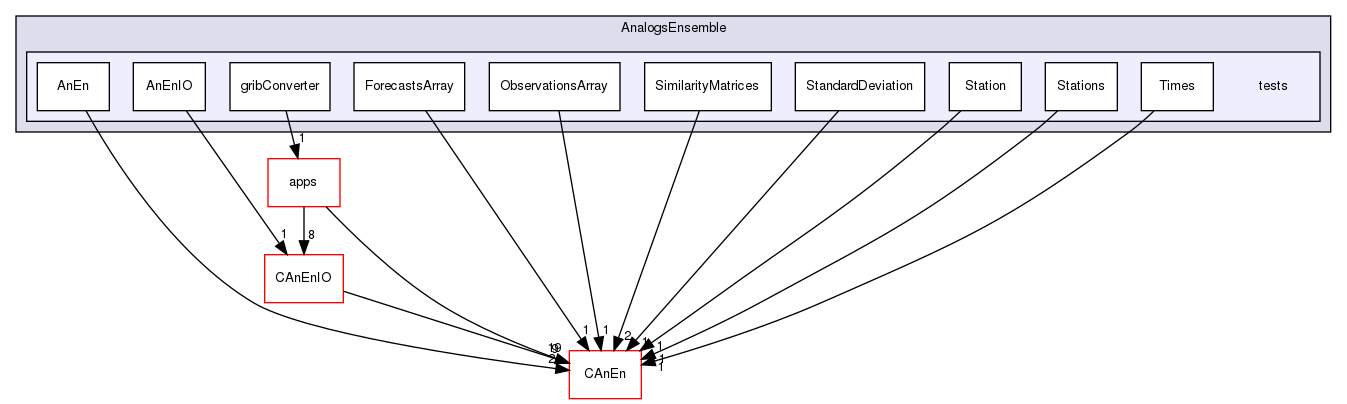 AnalogsEnsemble
AnEn
AnEnIO
gribConverter
ForecastsArray
ObservationsArray
SimilarityMatrices
StandardDeviation
Station
Stations
Times
tests
1
apps
1
8
CAnEnIO
1
1
2
1
1
1
1
2
CAnEn